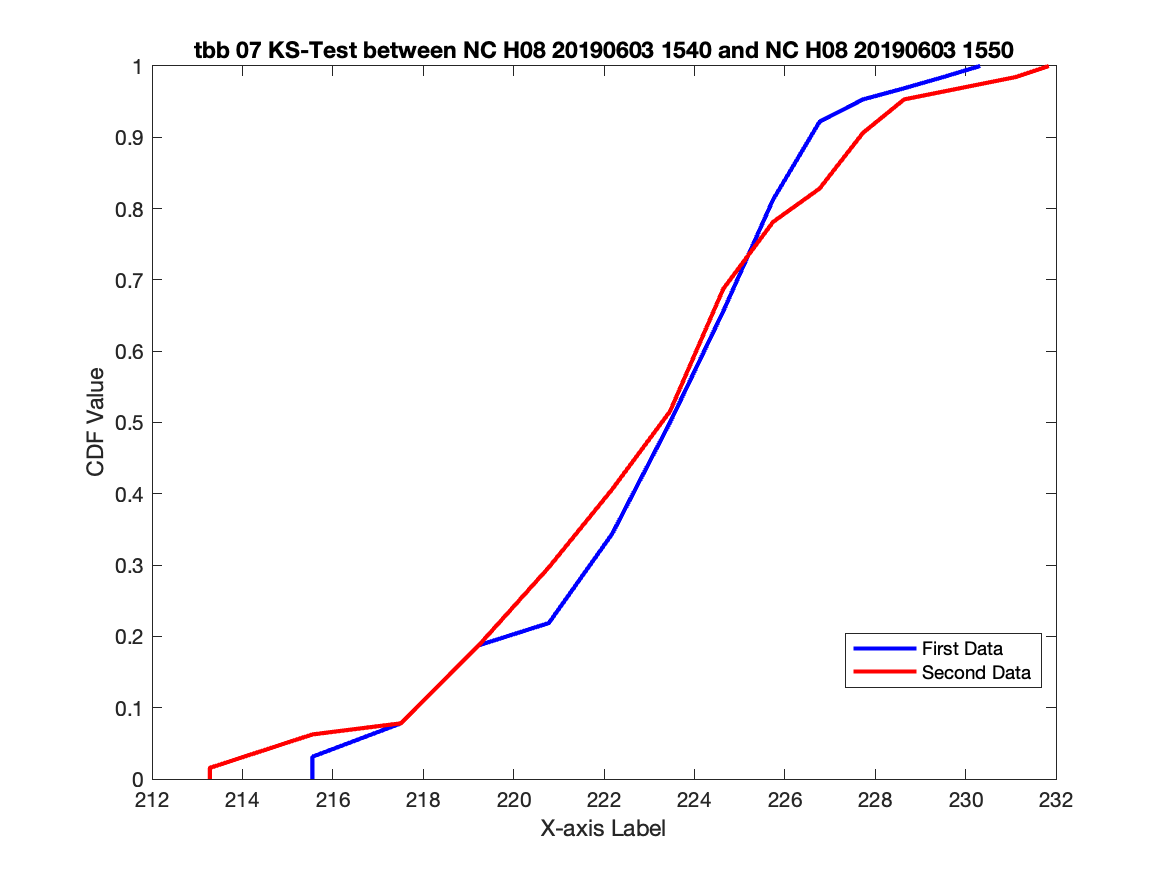 tbb 07 KS-Test between NC H08 20190603 1540 and NC H08 20190603 1550
1
0.9
0.8
0.7
0.6
0.5
0.4
0.3
0.2
0.1
0
CDF Value
First Data
Second Data
212 214 216 218 220 222 224 226 228 230 232
X-axis Label